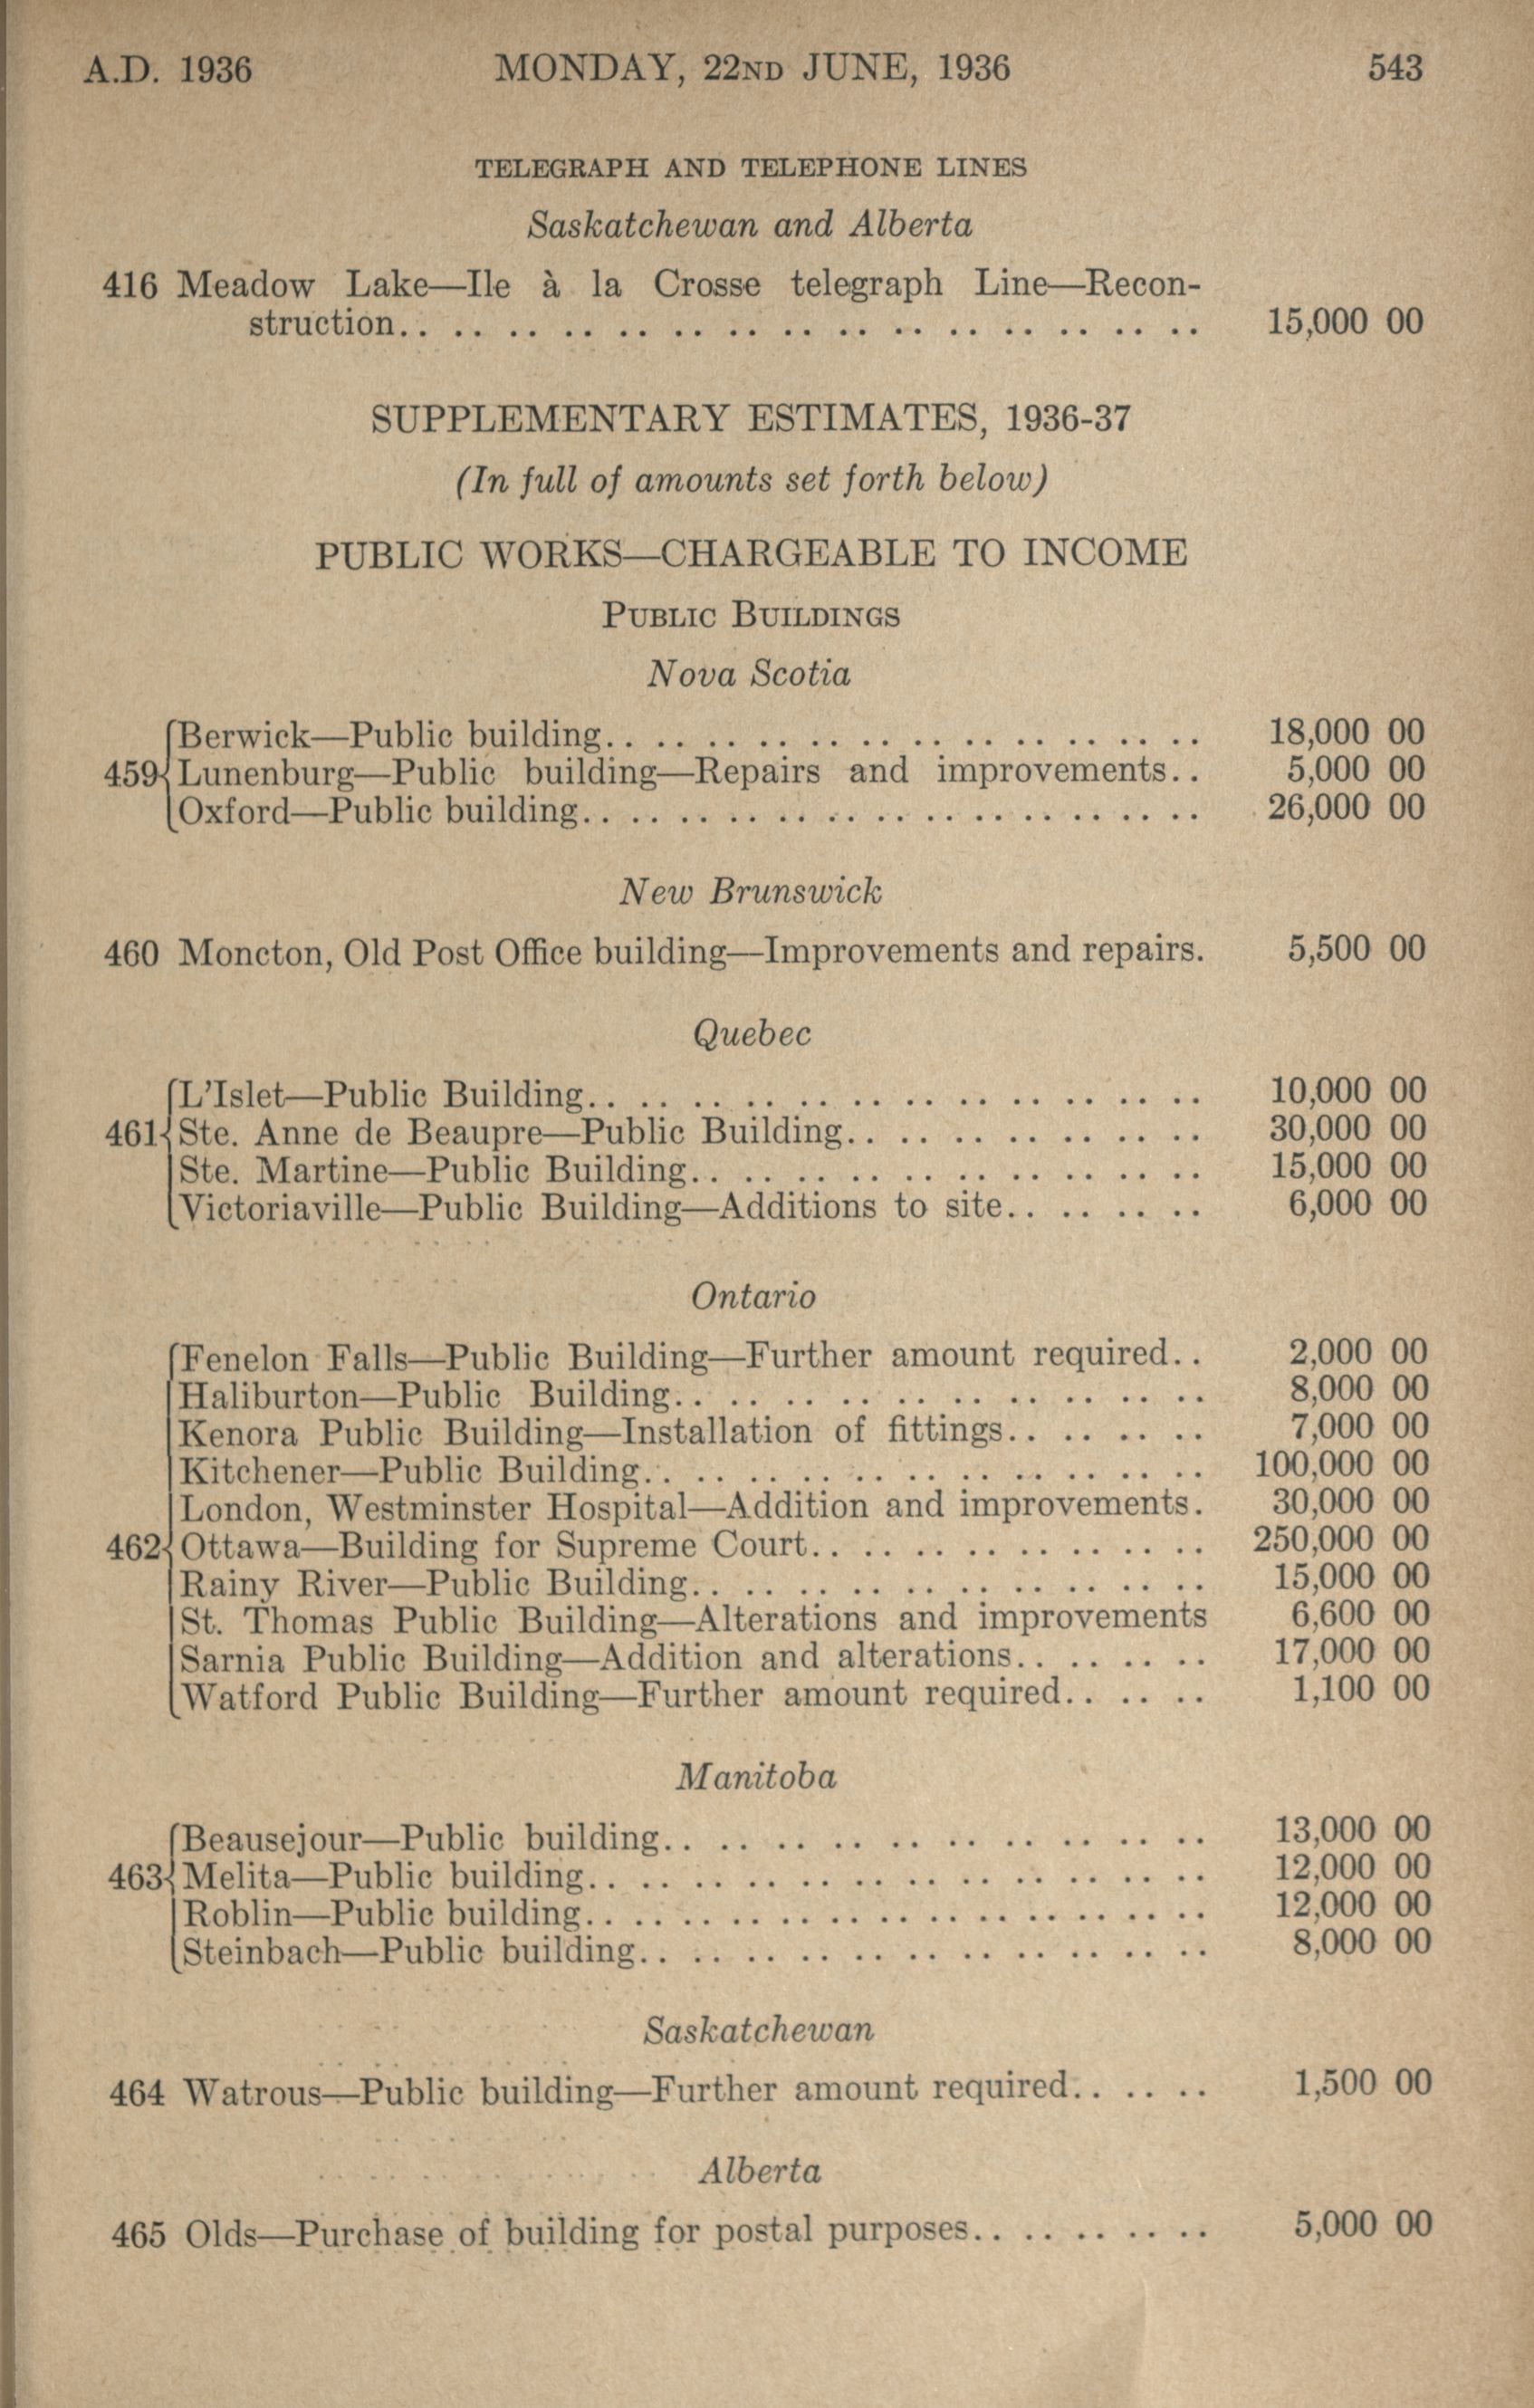 A.D. 1936 MONDAY, 22ND JUNE, 1936 543
TELEGRAPH AND TELEPHONE LINES
Saskatchewan and Alberta
416 Meadow Lake—Ile à la Crosse telegraph Line—Recon-
struction.. .. .. .. .. .. .. .. .. .. .. .. .. .. .. 15,000 00
SUPPLEMENTARY ESTIMATES, 1936-37
(In full of amounts set forth below)
PUBLIC WORKS—CHARGEABLE TO INCOME
PUBLIC BUILDINGS
Nova Scotia
Berwick—Public building.. .. .. .. .. .. .. .. .. .. .. .. 18,000 00
459 Lunenburg—Public building—Repairs and improvements.. 5,000 00
Oxford—Public building.. .. .. .. .. .. .. .. .. .. .. .. .. 26,000 00
New Brunswick
460 Moncton, Old Post Office building—Improvements and repairs. 5,500 00
Quebec
L'Islet—Public Building.. .. .. .. .. .. .. .. .. .. .. .. 10,000 00
461 Ste. Anne de Beaupre—Public Building.. .. .. .. .. .. .. 30,000 00
Ste. Martine—Public Building.. .. .. .. .. .. .. .. .. .. 15,000 00
Victoriaville—Public Building—Additions to site.. .. .. .. 6,000 00
Ontario
Fenelon Falls—Public Building—Further amount required.. 2,000 00
Haliburton—Public Building.. .. .. .. .. .. .. .. .. .. 8,000 00
Kenora Public Building—Installation of fittings.. .. .. .. 7,000 00
Kitchener—Public Building.. .. .. .. .. .. .. .. .. .. .. 100,000 00
London, Westminster Hospital—Addition and improvements. 30,000 00
462 Ottawa—Building for Supreme Court.. .. .. .. .. .. .. .. 250,000 00
Rainy River—Public Building.. .. .. .. .. .. .. .. .. .. 15,000 00
St. Thomas Public Building—Alterations and improvements 6,600 00
Sarnia Public Building—Addition and alterations.. .. .. .. 17,000 00
Watford Public Building—Further amount required.. .. .. 1,100 00
Manitoba
Beausejour—Public building.. .. .. .. .. .. .. .. .. .. 13,000 00
463 Melita—Public building.. .. .. .. .. .. .. .. .. .. .. .. 12,000 00
Roblin—Public building.. .. .. .. .. .. .. .. .. .. .. .. .. 12,000 00
Steinbach—Public building.. .. .. .. .. .. .. .. .. .. .. 8,000 00
Saskatchewan
464 Watrous—Public building—Further amount required.. .. .. 1,500 00
Alberta
465 Olds—Purchase of building for postal purposes.. .. .. .. .. 5,000 00